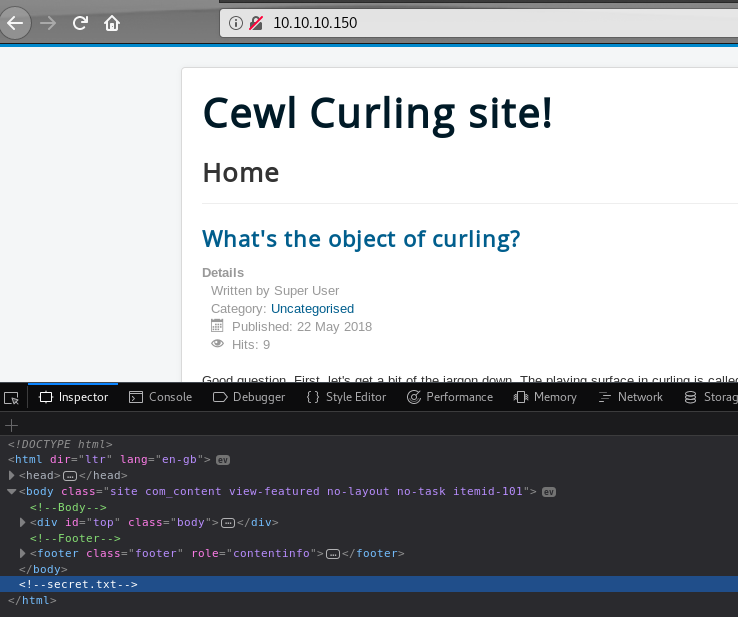 10.10.10.150
Cewl Curling site!
Home
What's the object of curling?
Details
Written by Super User
Category: Uncategorised
Published: 22 May 2018
Hits: 9
Good question. First, let's get a bit of the jargon down. The playing surface in curling is calle
Inspector Console Debugger { } Style Editor Performance Memory Network Storag
+
<!DOCTYPE html>
<html dir="ltr" lang="en-gb"> ev
<head>…</head>
<body class="site com_content view-featured no-layout no-task itemid-101"> ev
<!--Body-->
<div id="top" class="body">…</div>
<!--Footer-->
<footer class="footer" role="contentinfo">…</footer>
</body>
<!--secret.txt-->
</html>